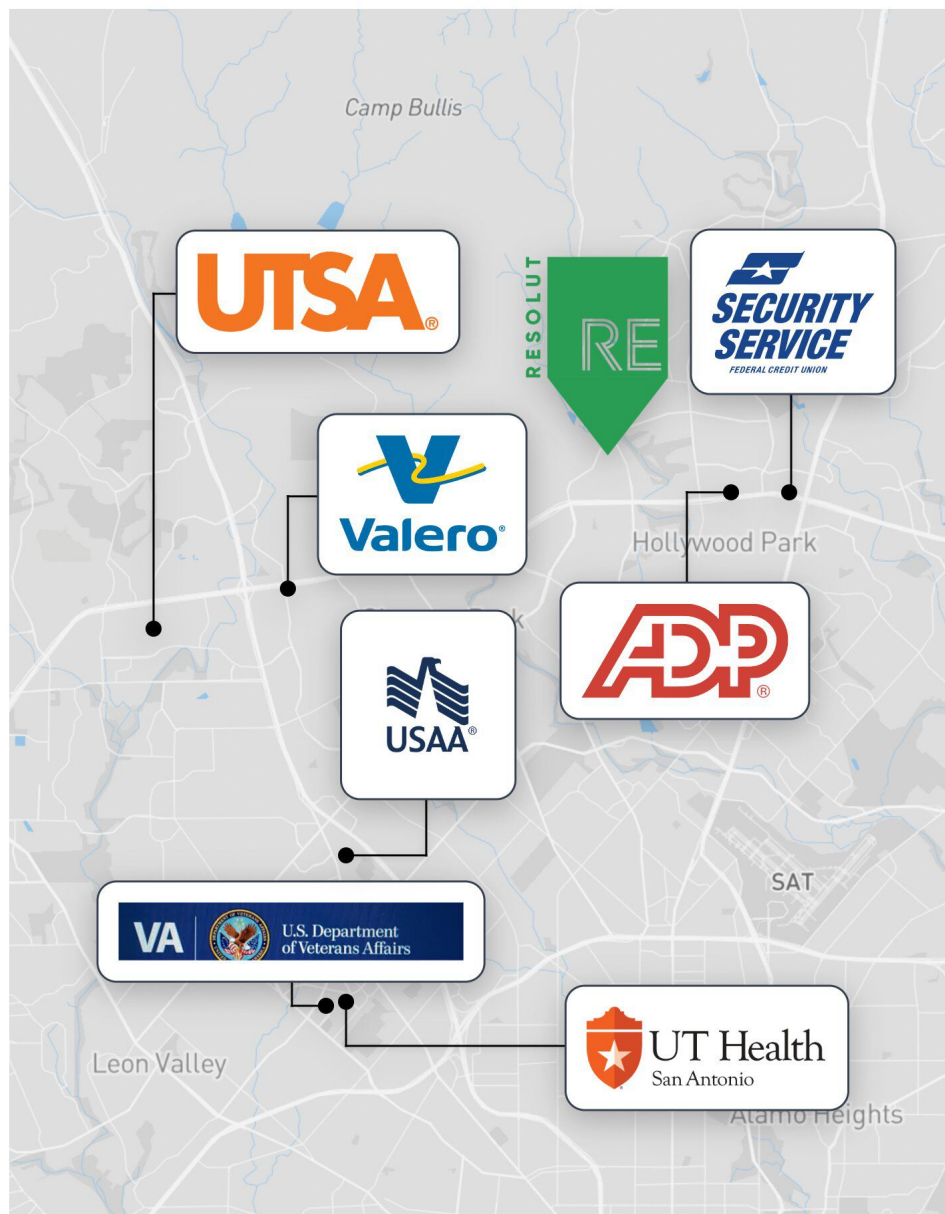 Camp Bullis
UTSA®
RESOLUT
RE
SECURITY
SERVICE
FEDERAL CREDIT UNION
Valero®
Hollywood Park
k
ADP®
USAA®
SAT
VA
U.S. Department
of Veterans Affairs
UT Health
San Antonio
Leon Valley
Alamo Heights